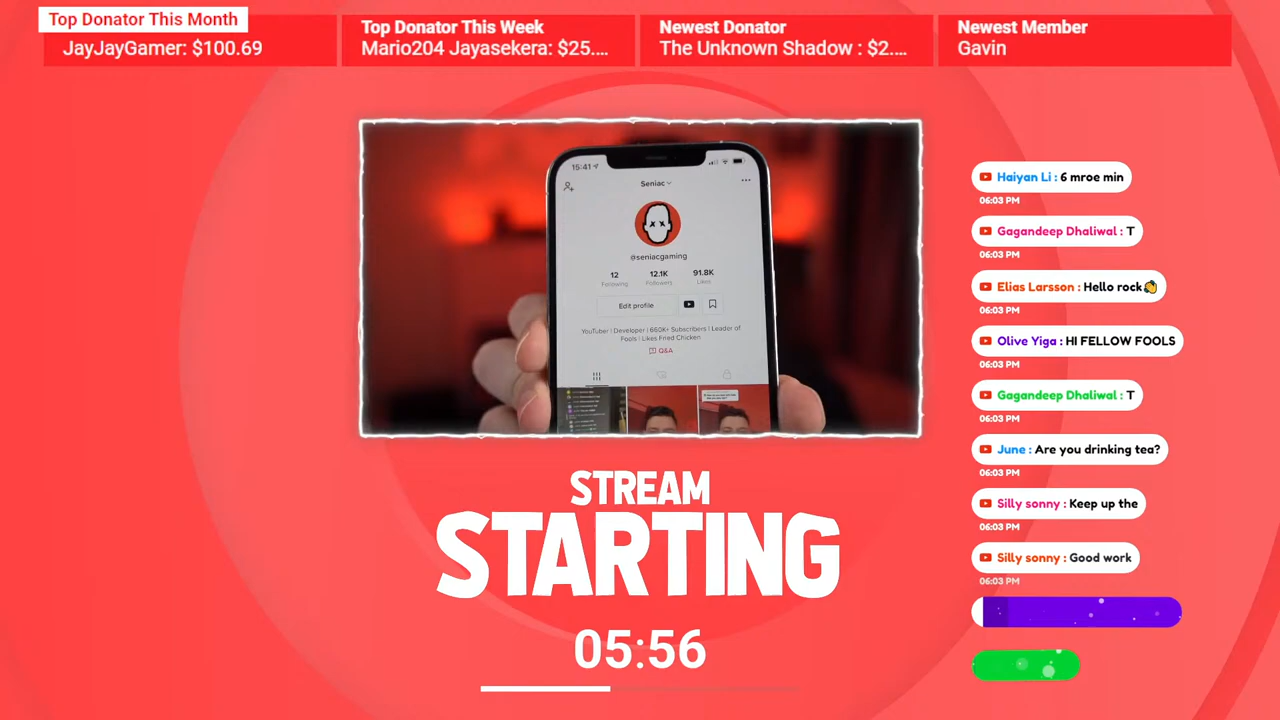 Top Donator This Month
JayJayGamer: $100.69
Top Donator This Week
Mario204 Jayasekera: $25....
Newest Donator
The Unknown Shadow : $2....
Newest Member
Gavin
15:41
Seniac
@seniacgaming
12
Following
12.1K
Followers
91.8K
Likes
Edit profile
YouTuber | Developer | 660K+ Subscribers | Leader of
Fools | Likes Fried Chicken
Q&A
STREAM
STARTING
05:56
Haiyan Li : 6 mroe min
06:03 PM
Gagandeep Dhaliwal : T
06:03 PM
Elias Larsson : Hello rock👏
06:03 PM
Olive Yiga : HI FELLOW FOOLS
06:03 PM
Gagandeep Dhaliwal : T
06:03 PM
June : Are you drinking tea?
06:03 PM
Silly sonny : Keep up the
06:03 PM
Silly sonny : Good work
06:03 PM